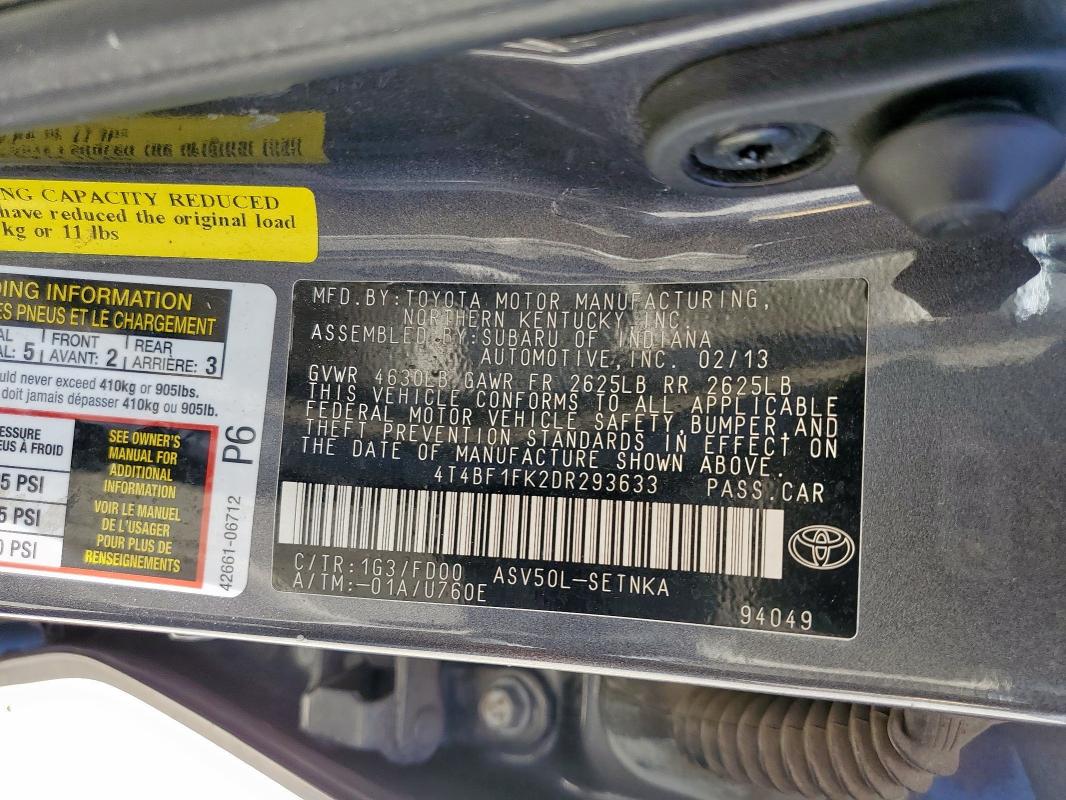 NG CAPACITY REDUCED
have reduced the original load
kg or 11 lbs
DING INFORMATION
ES PNEUS ET LE CHARGEMENT
AL FRONT REAR
AL: 5 AVANT: 2 ARRIÈRE: 3
ould never exceed 410kg or 905lbs.
doit jamais dépasser 410kg ou 905lbs.
ESSURE
EUS À FROID
5 PSI
5 PSI
0 PSI
SEE OWNER'S
MANUAL FOR
ADDITIONAL
INFORMATION
VOIR LE MANUEL
DE L'USAGER
POUR PLUS DE
RENSEIGNEMENTS
P6
42661-06712
MFD.BY:TOYOTA MOTOR MANUFACTURING,
NORTHERN KENTUCKY, INC.
ASSEMBLED BY:SUBARU OF INDIANA
AUTOMOTIVE, INC. 02/13
GVWR 4630LB GAWR FR 2625LB RR 2625LB
THIS VEHICLE CONFORMS TO ALL APPLICABLE
FEDERAL MOTOR VEHICLE SAFETY,BUMPER,AND
THEFT PREVENTION STANDARDS IN EFFECT ON
THE DATE OF MANUFACTURE SHOWN ABOVE.
4T4BF1FK2DR293633 PASS.CAR
C/TR:1G3/FD00 ASV50L-SETNKA
A/TM:-01A/U760E
94049